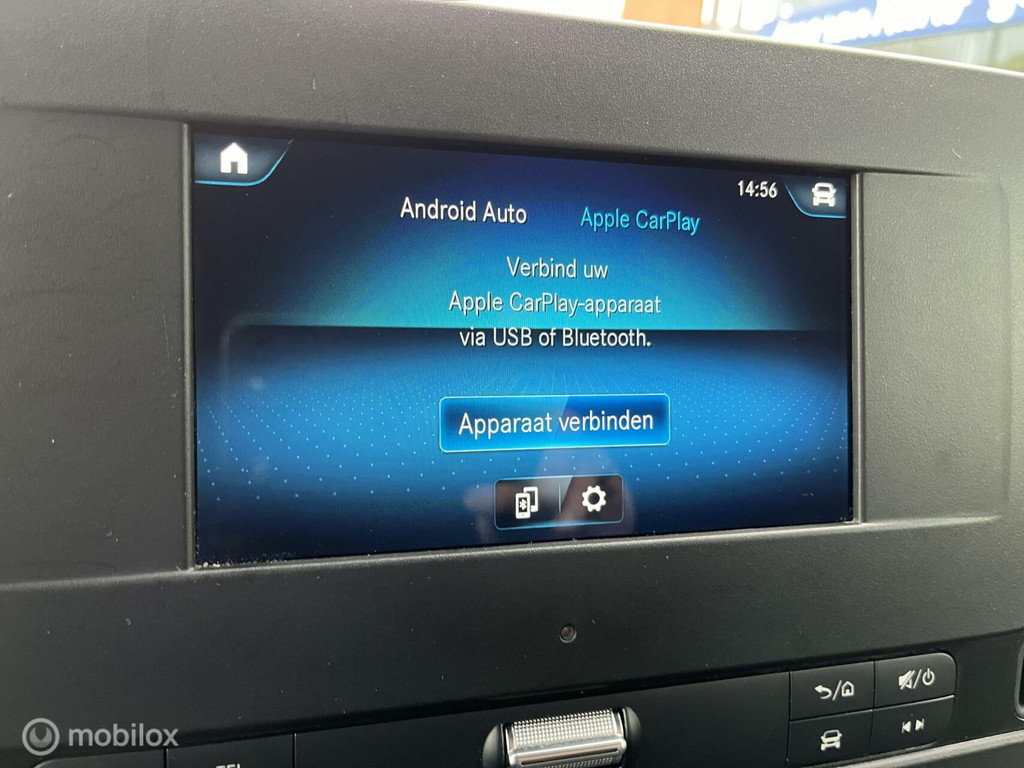 14:56
Android Auto
Apple CarPlay
Verbind uw
Apple CarPlay-apparaat
via USB of Bluetooth.
Apparaat verbinden
mobilox